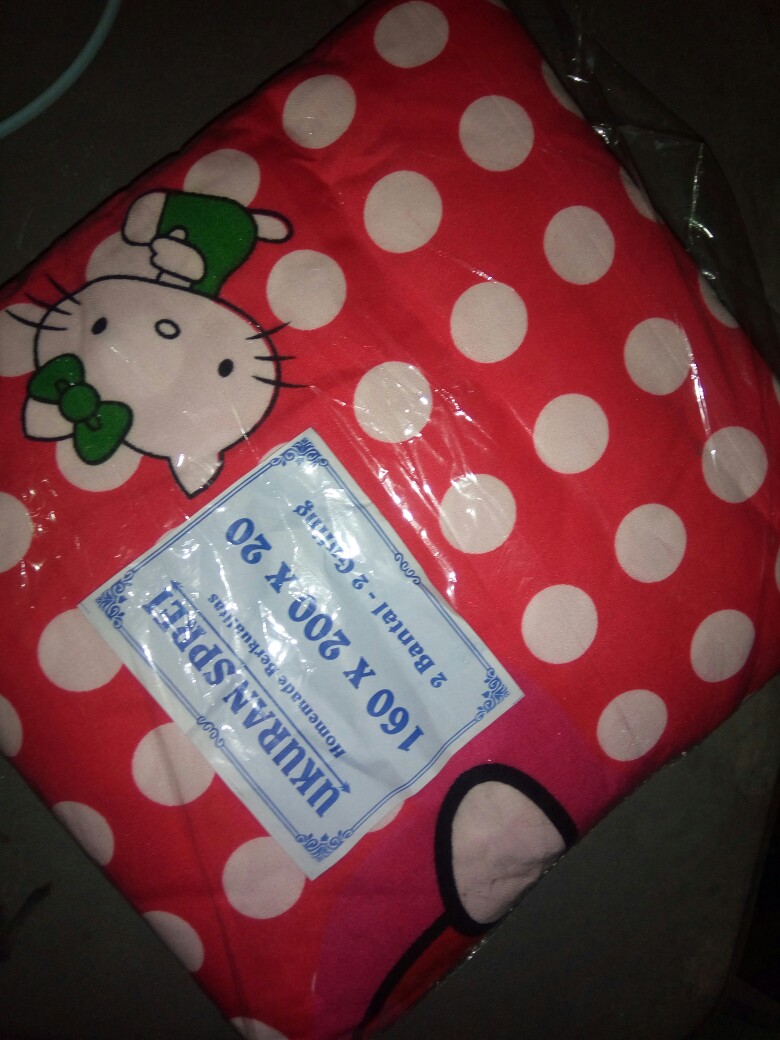 UKURAN SPREI
Homemade Berkualitas
160 X 200 X 20
2 Bantal - 2 Guling